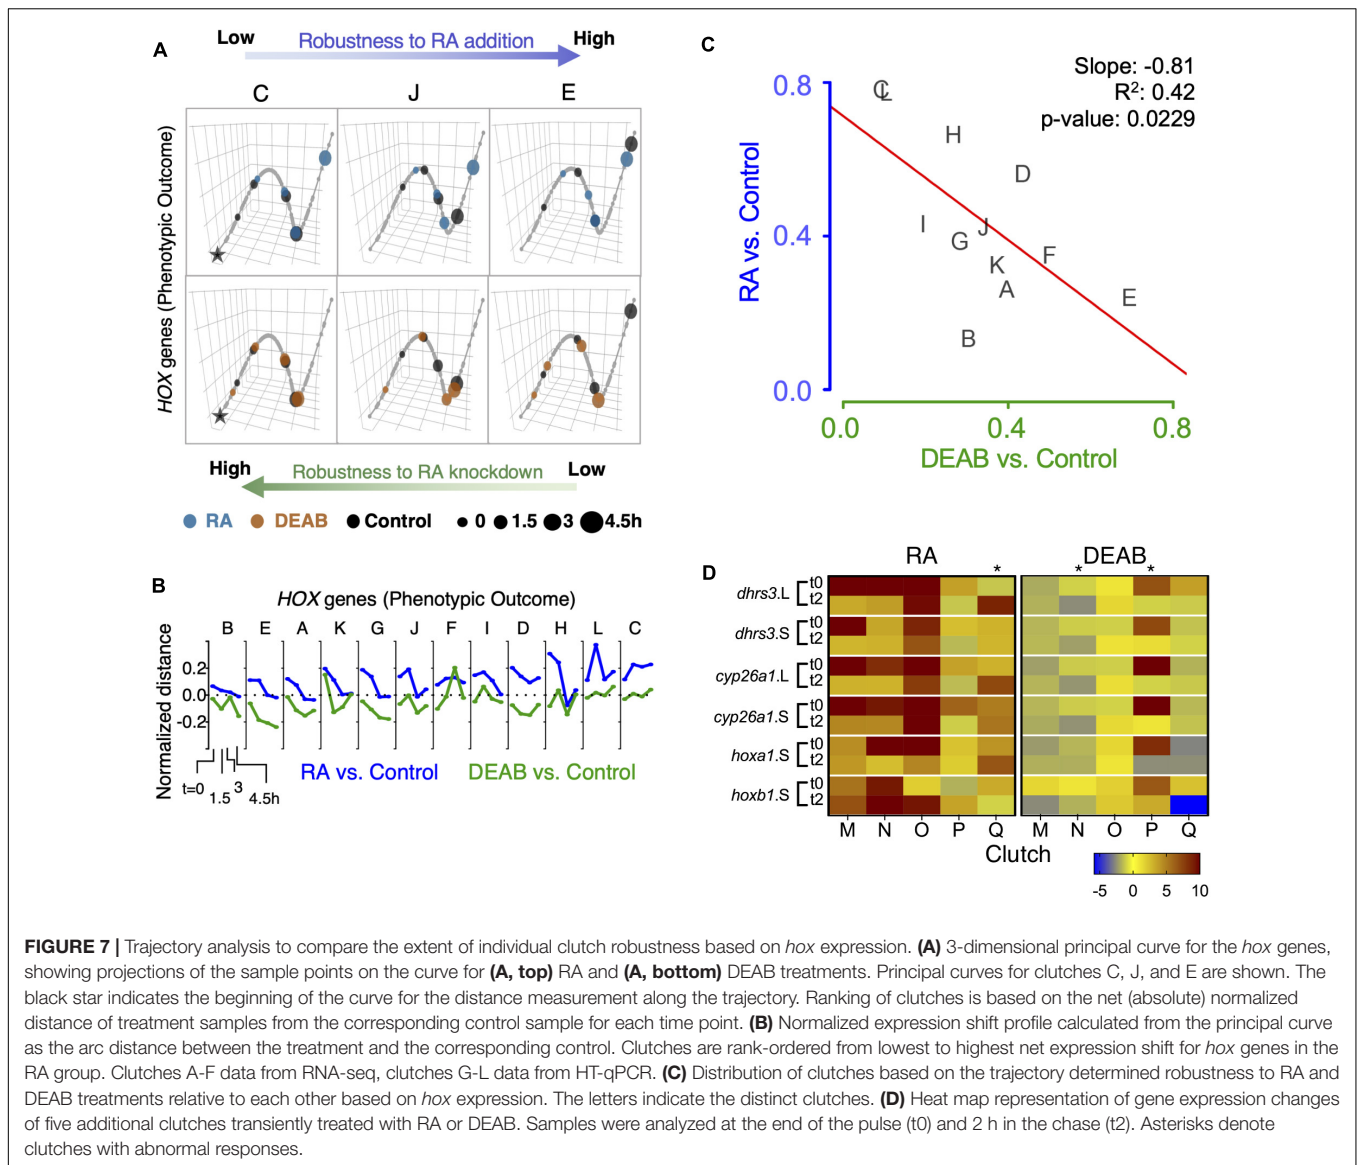 A
Low Robustness to RA addition High
C J E
HOX genes (Phenotypic Outcome)
High Robustness to RA knockdown Low
RA DEAB Control 0 1.5 3 4.5h
B
HOX genes (Phenotypic Outcome)
B E A K G J F I D H L C
Normalized distance
0.2
0.0
-0.2
t=0 1.5 3 4.5h
RA vs. Control DEAB vs. Control
C
Slope: -0.81
R²: 0.42
p-value: 0.0229
RA vs. Control
0.8
0.4
0.0
C L
H
D
I
J
G
F
K
A
E
B
0.0 0.4 0.8
DEAB vs. Control
D
RA DEAB
* * *
dhrs3.L t0 t2
dhrs3.S t0 t2
cyp26a1.L t0 t2
cyp26a1.S t0 t2
hoxa1.S t0 t2
hoxb1.S t0 t2
M N O P Q M N O P Q
Clutch
-5 0 5 10
FIGURE 7 | Trajectory analysis to compare the extent of individual clutch robustness based on hox expression. (A) 3-dimensional principal curve for the hox genes,
showing projections of the sample points on the curve for (A, top) RA and (A, bottom) DEAB treatments. Principal curves for clutches C, J, and E are shown. The
black star indicates the beginning of the curve for the distance measurement along the trajectory. Ranking of clutches is based on the net (absolute) normalized
distance of treatment samples from the corresponding control sample for each time point. (B) Normalized expression shift profile calculated from the principal curve
as the arc distance between the treatment and the corresponding control. Clutches are rank-ordered from lowest to highest net expression shift for hox genes in the
RA group. Clutches A-F data from RNA-seq, clutches G-L data from HT-qPCR. (C) Distribution of clutches based on the trajectory determined robustness to RA and
DEAB treatments relative to each other based on hox expression. The letters indicate the distinct clutches. (D) Heat map representation of gene expression changes
of five additional clutches transiently treated with RA or DEAB. Samples were analyzed at the end of the pulse (t0) and 2 h in the chase (t2). Asterisks denote
clutches with abnormal responses.